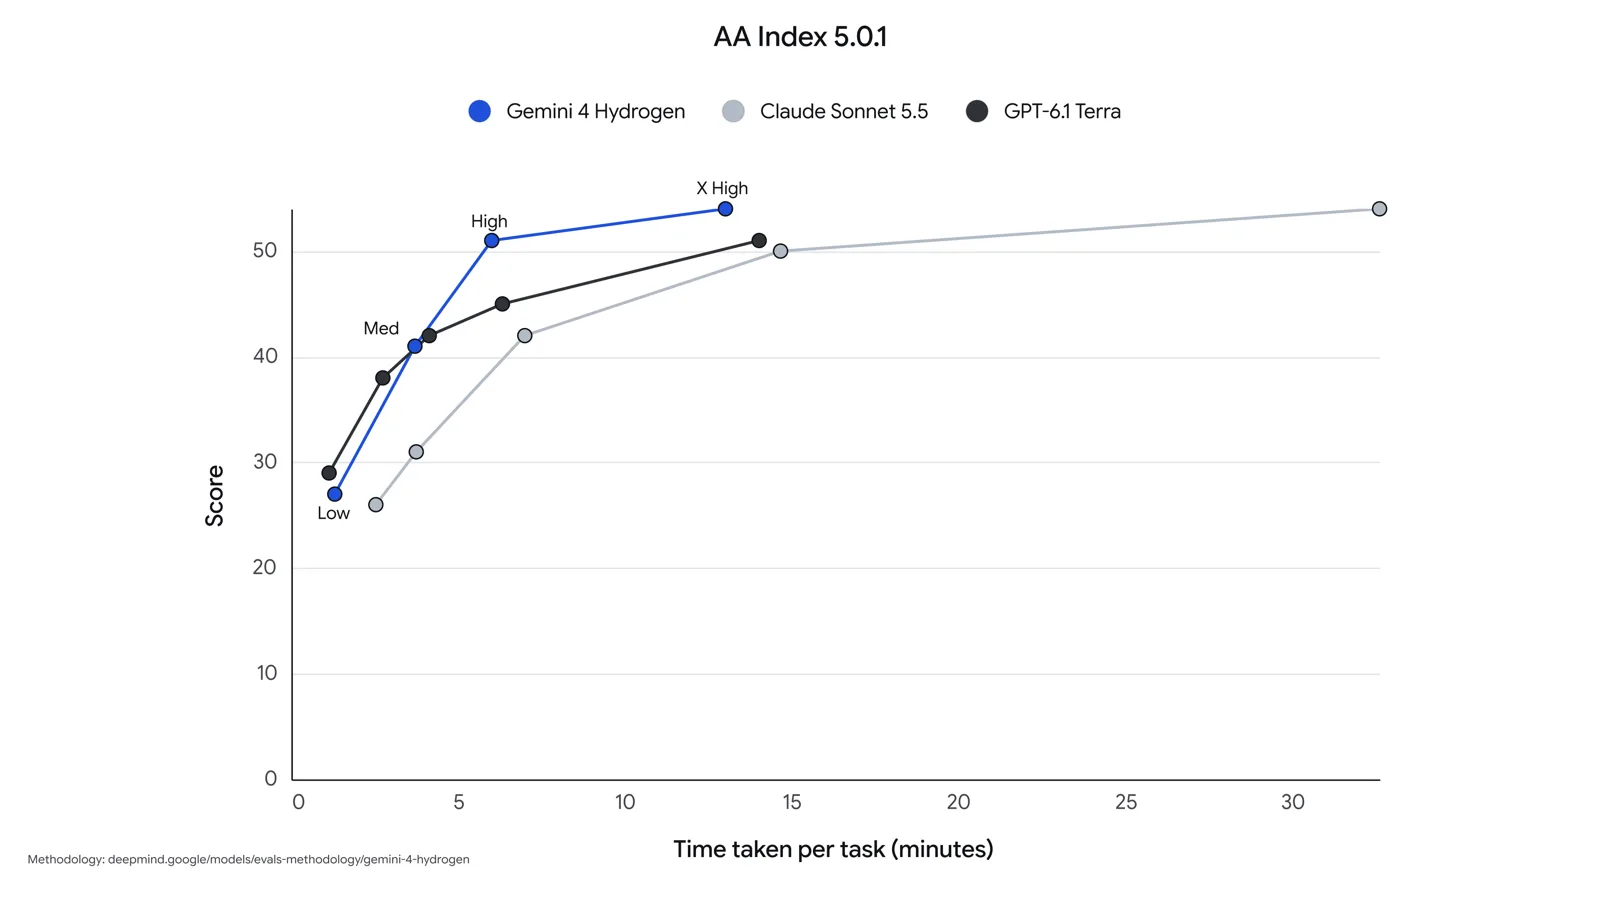 AA Index 5.0.1
Gemini 4 Hydrogen
Claude Sonnet 5.5
GPT-6.1 Terra
X High
High
Med
Low
50
40
30
20
10
0
Score
0 5 10 15 20 25 30
Time taken per task (minutes)
Methodology: deepmind.google/models/evals-methodology/gemini-4-hydrogen